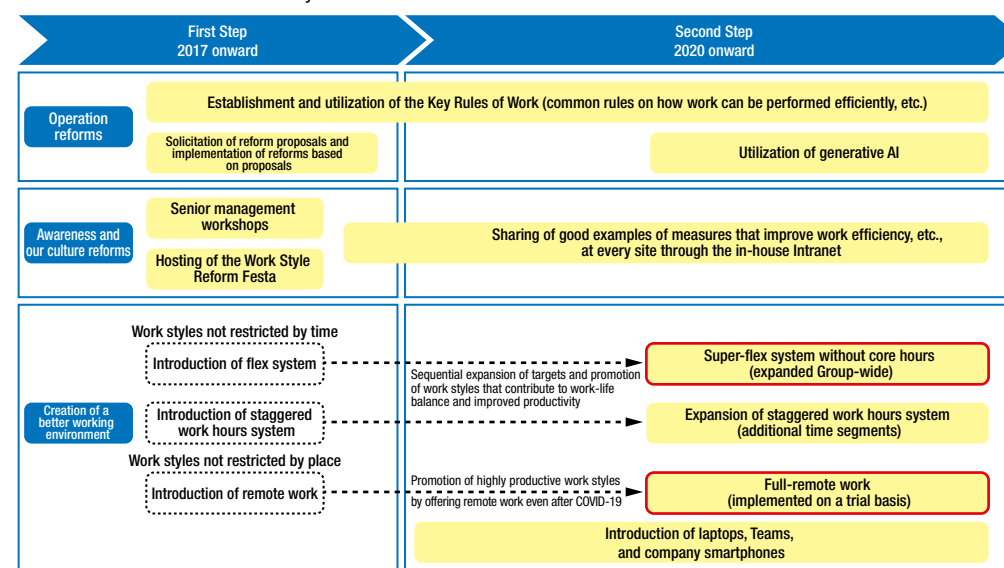 First Step
2017 onward
Second Step
2020 onward
Operation
reforms
Establishment and utilization of the Key Rules of Work (common rules on how work can be performed efficiently, etc.)
Solicitation of reform proposals and
implementation of reforms based
on proposals
Utilization of generative AI
Awareness and
our culture reforms
Senior management
workshops
Hosting of the Work Style
Reform Festa
Sharing of good examples of measures that improve work efficiency, etc.,
at every site through the in-house Intranet
Creation of a
better working
environment
Work styles not restricted by time
Introduction of flex system
Sequential expansion of targets and promotion
of work styles that contribute to work-life
balance and improved productivity
Super-flex system without core hours
(expanded Group-wide)
Introduction of staggered
work hours system
Expansion of staggered work hours system
(additional time segments)
Work styles not restricted by place
Introduction of remote work
Promotion of highly productive work styles
by offering remote work even after COVID-19
Full-remote work
(implemented on a trial basis)
Introduction of laptops, Teams,
and company smartphones